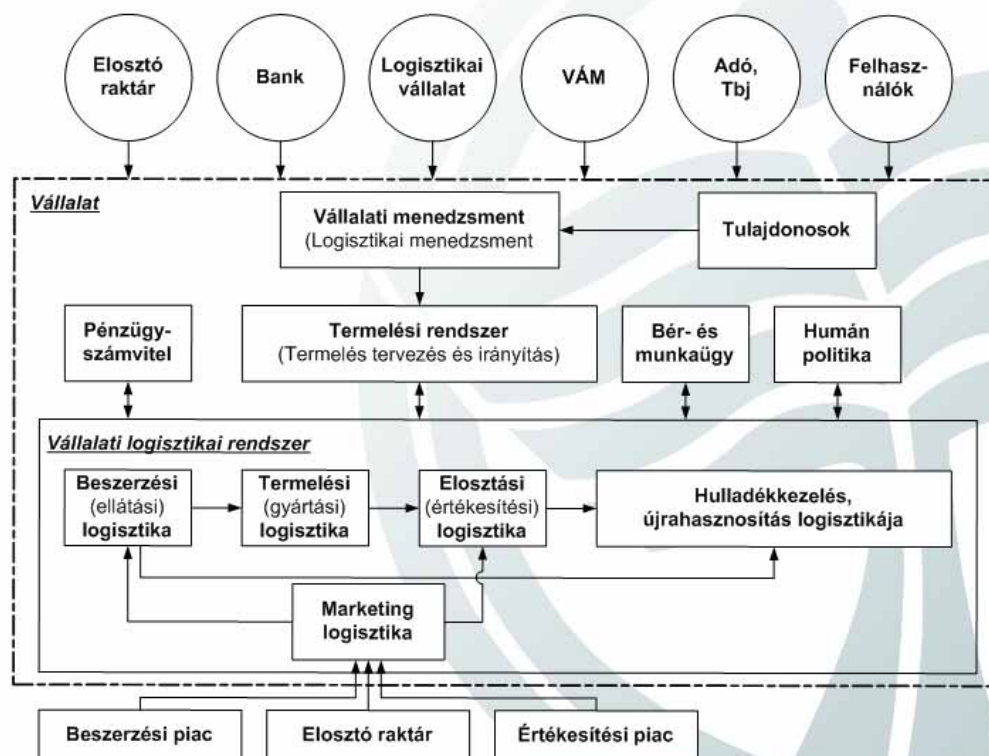 Elosztó
raktár
Bank
Logisztikai
vállalat
VÁM
Adó,
Tbj
Felhasz-
nálók
Vállalat
Vállalati menedzsment
(Logisztikai menedzsment
Tulajdonosok
Pénzügy-
számvitel
Termelési rendszer
(Termelés tervezés és irányítás)
Bér- és
munkaügy
Humán
politika
Vállalati logisztikai rendszer
Beszerzési
(ellátási)
logisztika
Termelési
(gyártási)
logisztika
Elosztási
(értékesítési)
logisztika
Hulladékkezelés,
újrahasznosítás logisztikája
Marketing
logisztika
Beszerzési piac
Elosztó raktár
Értékesítési piac